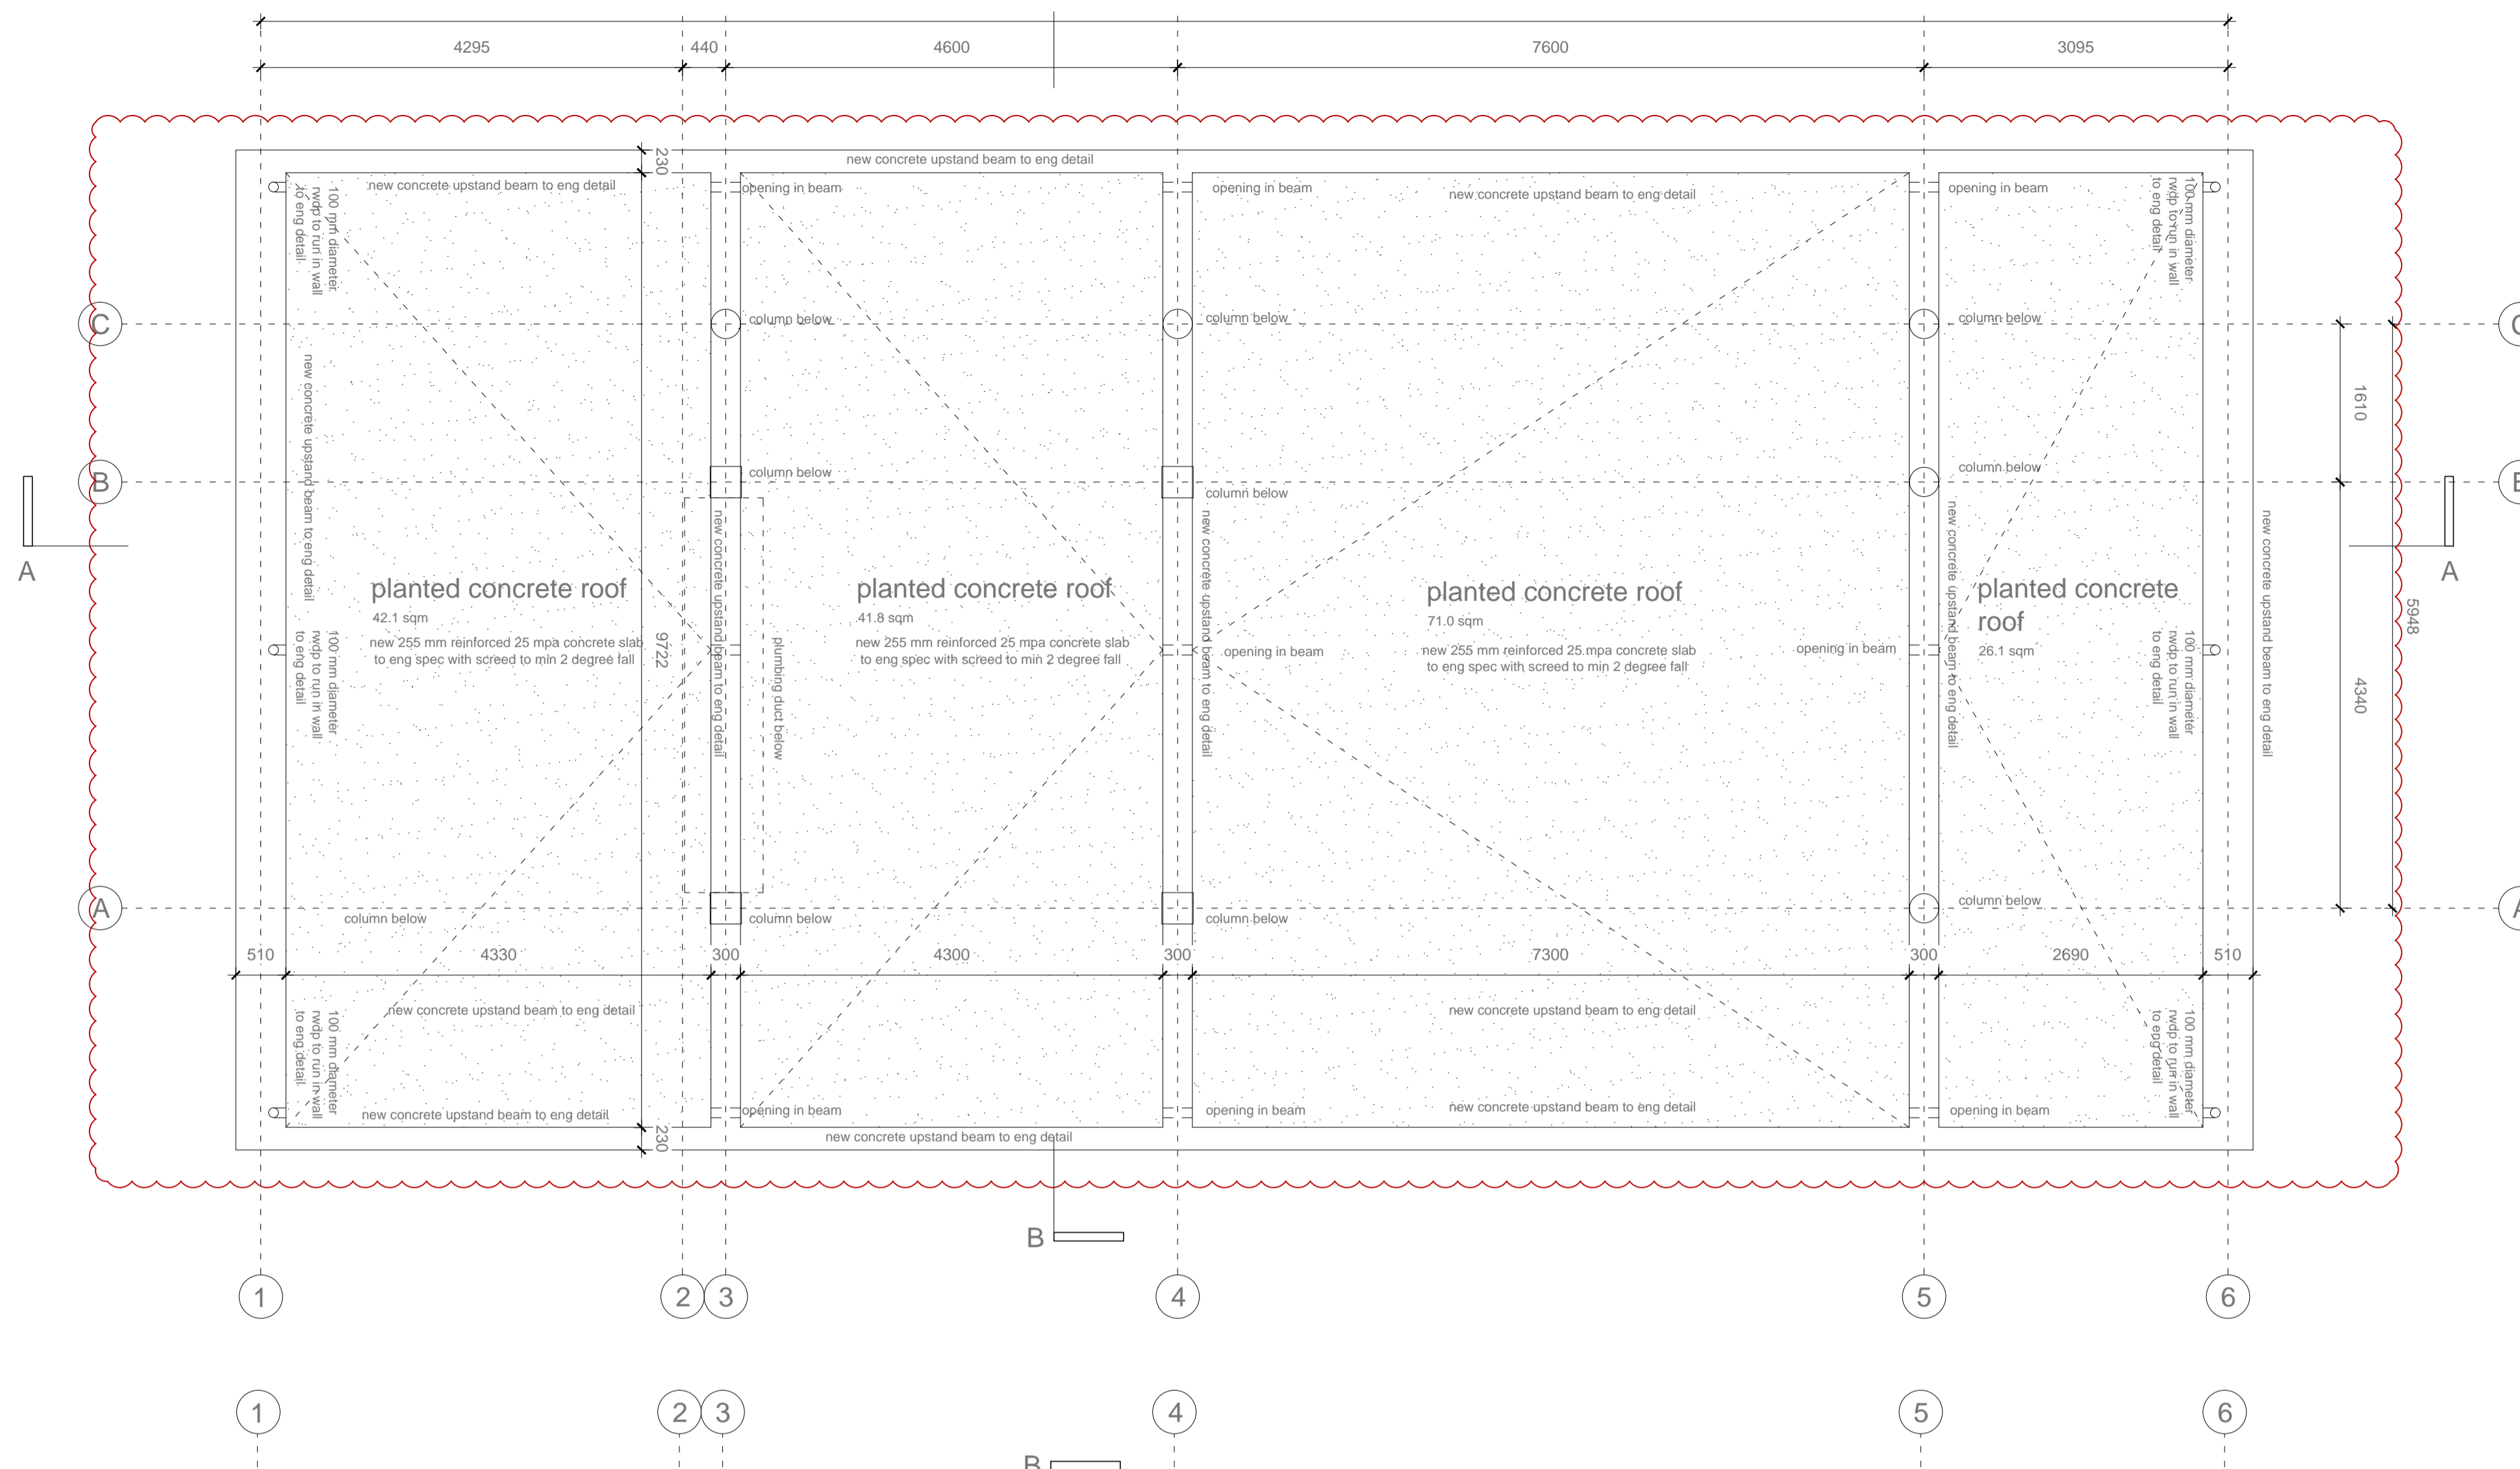 4295
440
4600
7600
3095
230
new concrete upstand beam to eng detail
new concrete upstand beam to eng detail
opening in beam
opening in beam
new concrete upstand beam to eng detail
opening in beam
100 mm diameter
rwdp to run in wall
to eng detail
100 mm diameter
rwdp to run in wall
to eng detail
C
column below
column below
column below
C
1610
new concrete upstand beam to eng detail
B
column below
column below
column below
B
A
A
new concrete upstand beam to eng detail
new concrete upstand beam to eng detail
new concrete upstand beam to eng detail
new concrete upstand beam to eng detail
planted concrete roof
42.1 sqm
new 255 mm reinforced 25 mpa concrete slab
to eng spec with screed to min 2 degree fall
9722
plumbing duct below
planted concrete roof
41.8 sqm
new 255 mm reinforced 25 mpa concrete slab
to eng spec with screed to min 2 degree fall
opening in beam
planted concrete roof
71.0 sqm
new 255 mm reinforced 25 mpa concrete slab
to eng spec with screed to min 2 degree fall
opening in beam
planted concrete
roof
26.1 sqm
100 mm diameter
rwdp to run in wall
to eng detail
100 mm diameter
rwdp to run in wall
to eng detail
5948
4340
A
column below
column below
column below
column below
A
510
4330
300
4300
300
7300
300
2690
510
new concrete upstand beam to eng detail
new concrete upstand beam to eng detail
100 mm diameter
rwdp to run in wall
to eng detail
100 mm diameter
rwdp to run in wall
to eng detail
new concrete upstand beam to eng detail
opening in beam
opening in beam
new concrete upstand beam to eng detail
opening in beam
230
new concrete upstand beam to eng detail
B
1
2
3
4
5
6
1
2
3
4
5
6
B